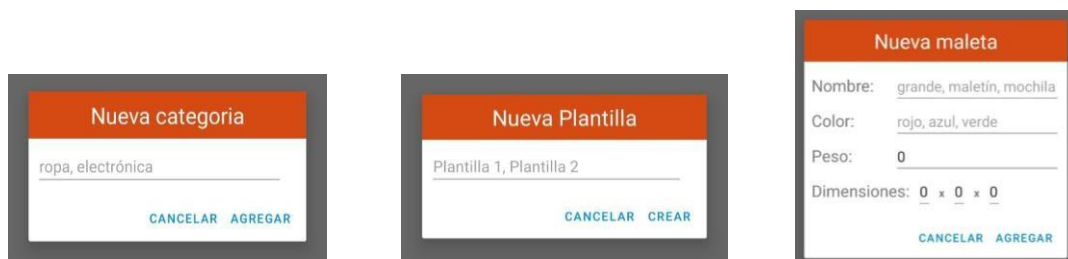 Nueva categoria
ropa, electrónica
CANCELAR AGREGAR
Nueva Plantilla
Plantilla 1, Plantilla 2
CANCELAR CREAR
Nueva maleta
Nombre: grande, maletín, mochila
Color: rojo, azul, verde
Peso: 0
Dimensiones: 0 x 0 x 0
CANCELAR AGREGAR